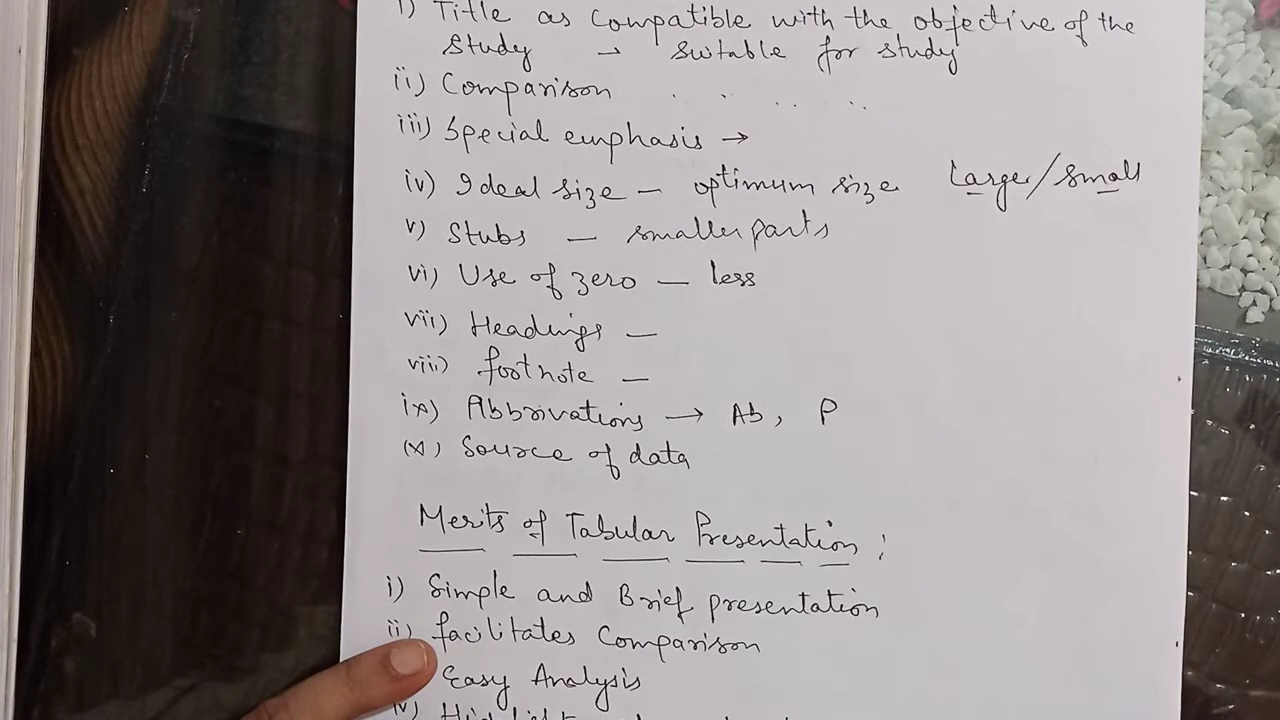 i) Title as Compatible with the objective of the
Study → Suitable for study
ii) Comparison
iii) Special emphasis →
iv) Ideal size – optimum size Large/small
v) Stubs – smaller parts
vi) Use of zero – less
vii) Headings –
viii) footnote –
ix) Abbrivations → Ab, P
(x) Source of data
Merits of Tabular Presentation :
i) Simple and Brief presentation
ii) facilitates Comparison
Easy Analysis
iv)